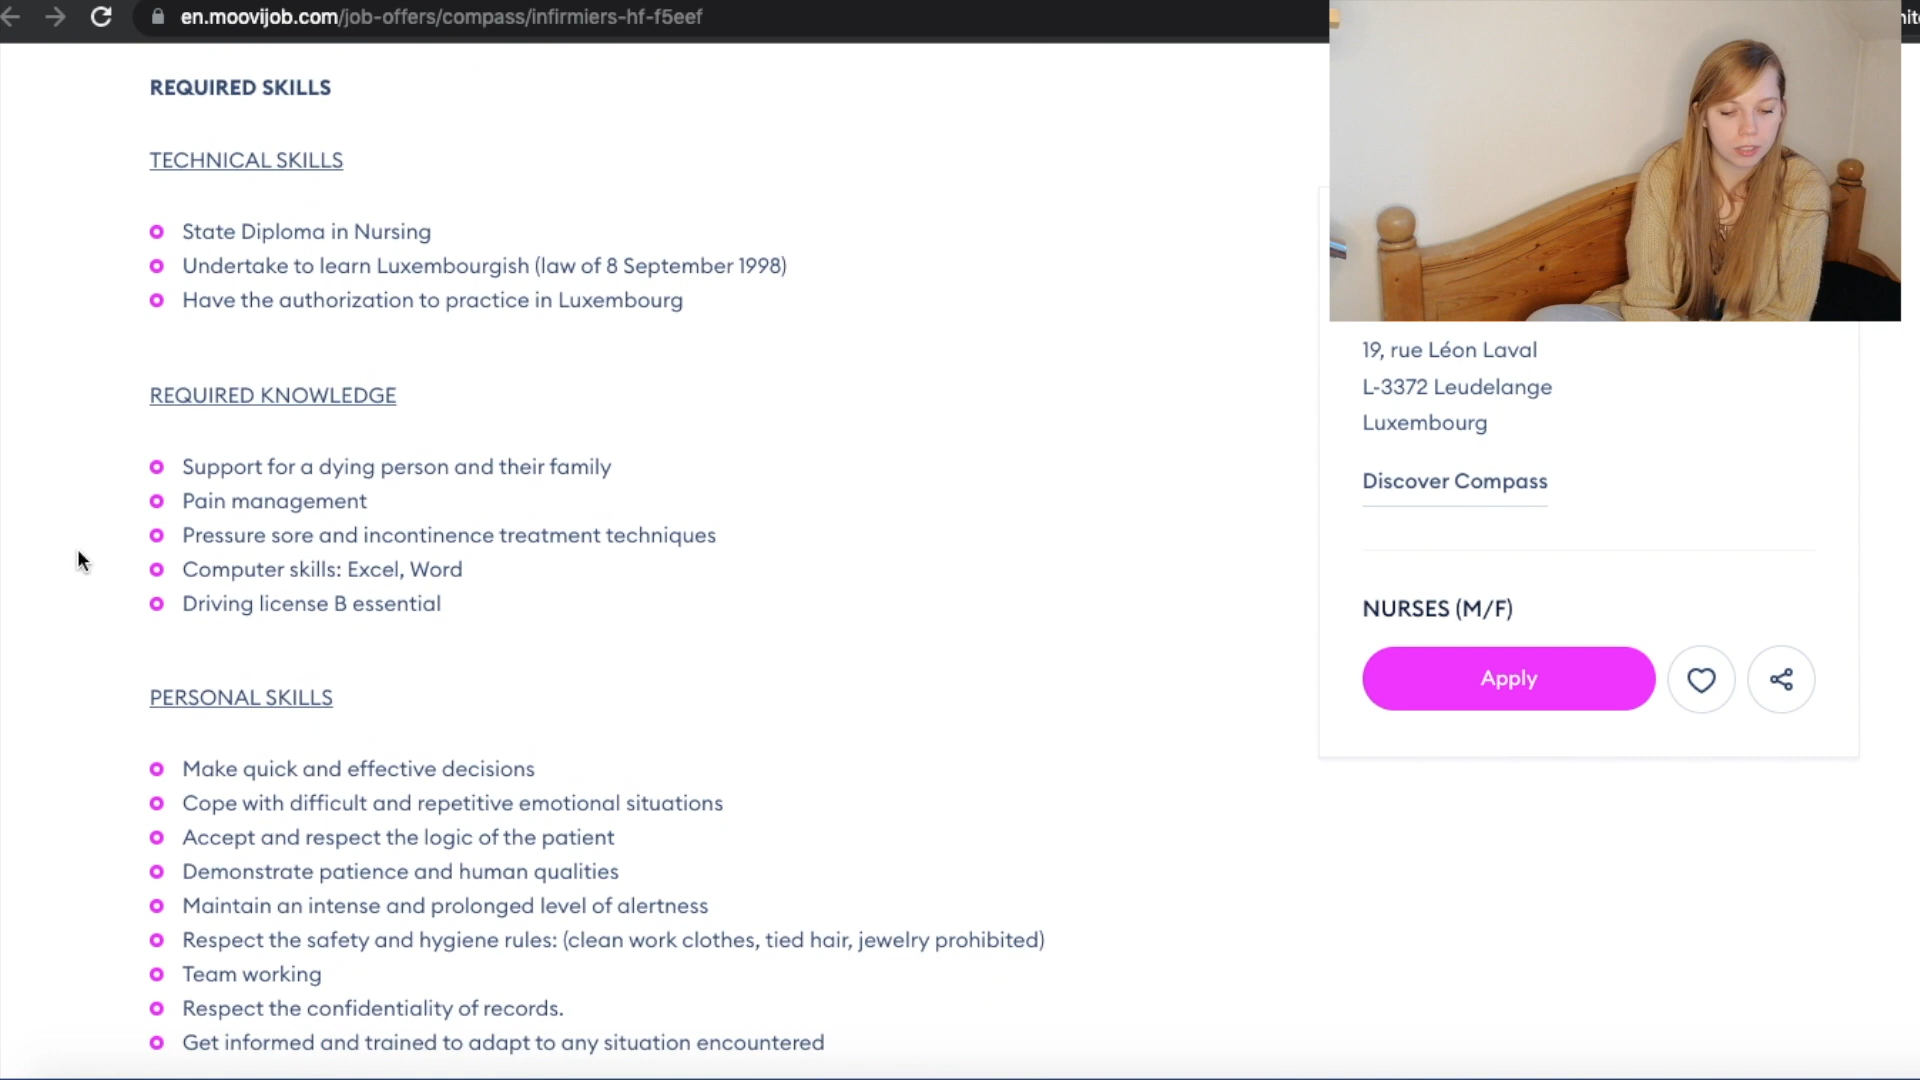 en.moovijob.com/job-offers/compass/infirmiers-hf-f5eef
REQUIRED SKILLS
TECHNICAL SKILLS
State Diploma in Nursing
Undertake to learn Luxembourgish (law of 8 September 1998)
Have the authorization to practice in Luxembourg
REQUIRED KNOWLEDGE
Support for a dying person and their family
Pain management
Pressure sore and incontinence treatment techniques
Computer skills: Excel, Word
Driving license B essential
PERSONAL SKILLS
Make quick and effective decisions
Cope with difficult and repetitive emotional situations
Accept and respect the logic of the patient
Demonstrate patience and human qualities
Maintain an intense and prolonged level of alertness
Respect the safety and hygiene rules: (clean work clothes, tied hair, jewelry prohibited)
Team working
Respect the confidentiality of records.
Get informed and trained to adapt to any situation encountered
19, rue Léon Laval
L-3372 Leudelange
Luxembourg
Discover Compass
NURSES (M/F)
Apply